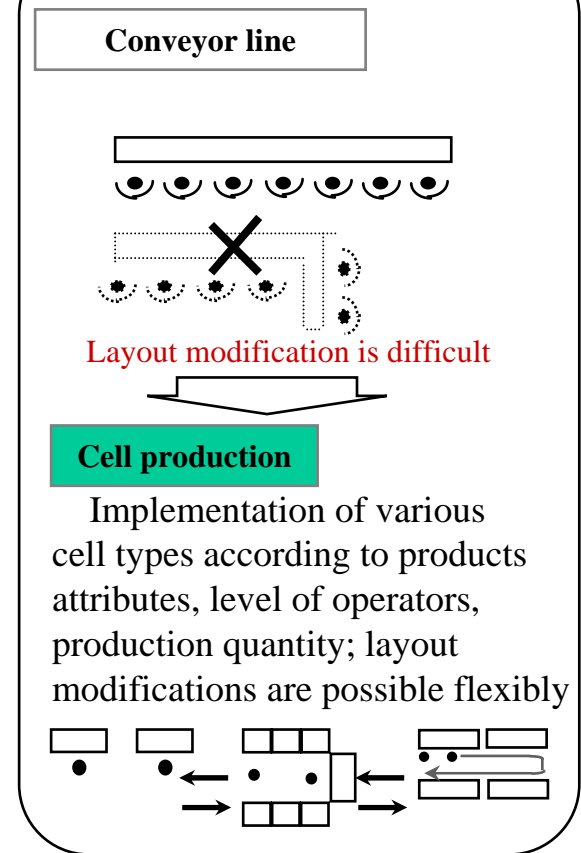 Conveyor line
Layout modification is difficult
Cell production
Implementation of various
cell types according to products
attributes, level of operators,
production quantity; layout
modifications are possible flexibly